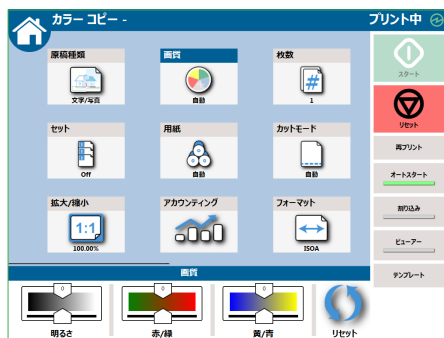 カラー コピー -
プリント中
原稿種類
文字/写真
画質
自動
枚数
#
1
スタート
セット
Off
用紙
自動
カットモード
自動
リセット
再プリント
オートスタート
拡大/縮小
1:1
100.00%
アカウンティング
フォーマット
ISOA
割り込み
ビューアー
テンプレート
画質
0
0
0
明るさ
赤/緑
黄/青
リセット